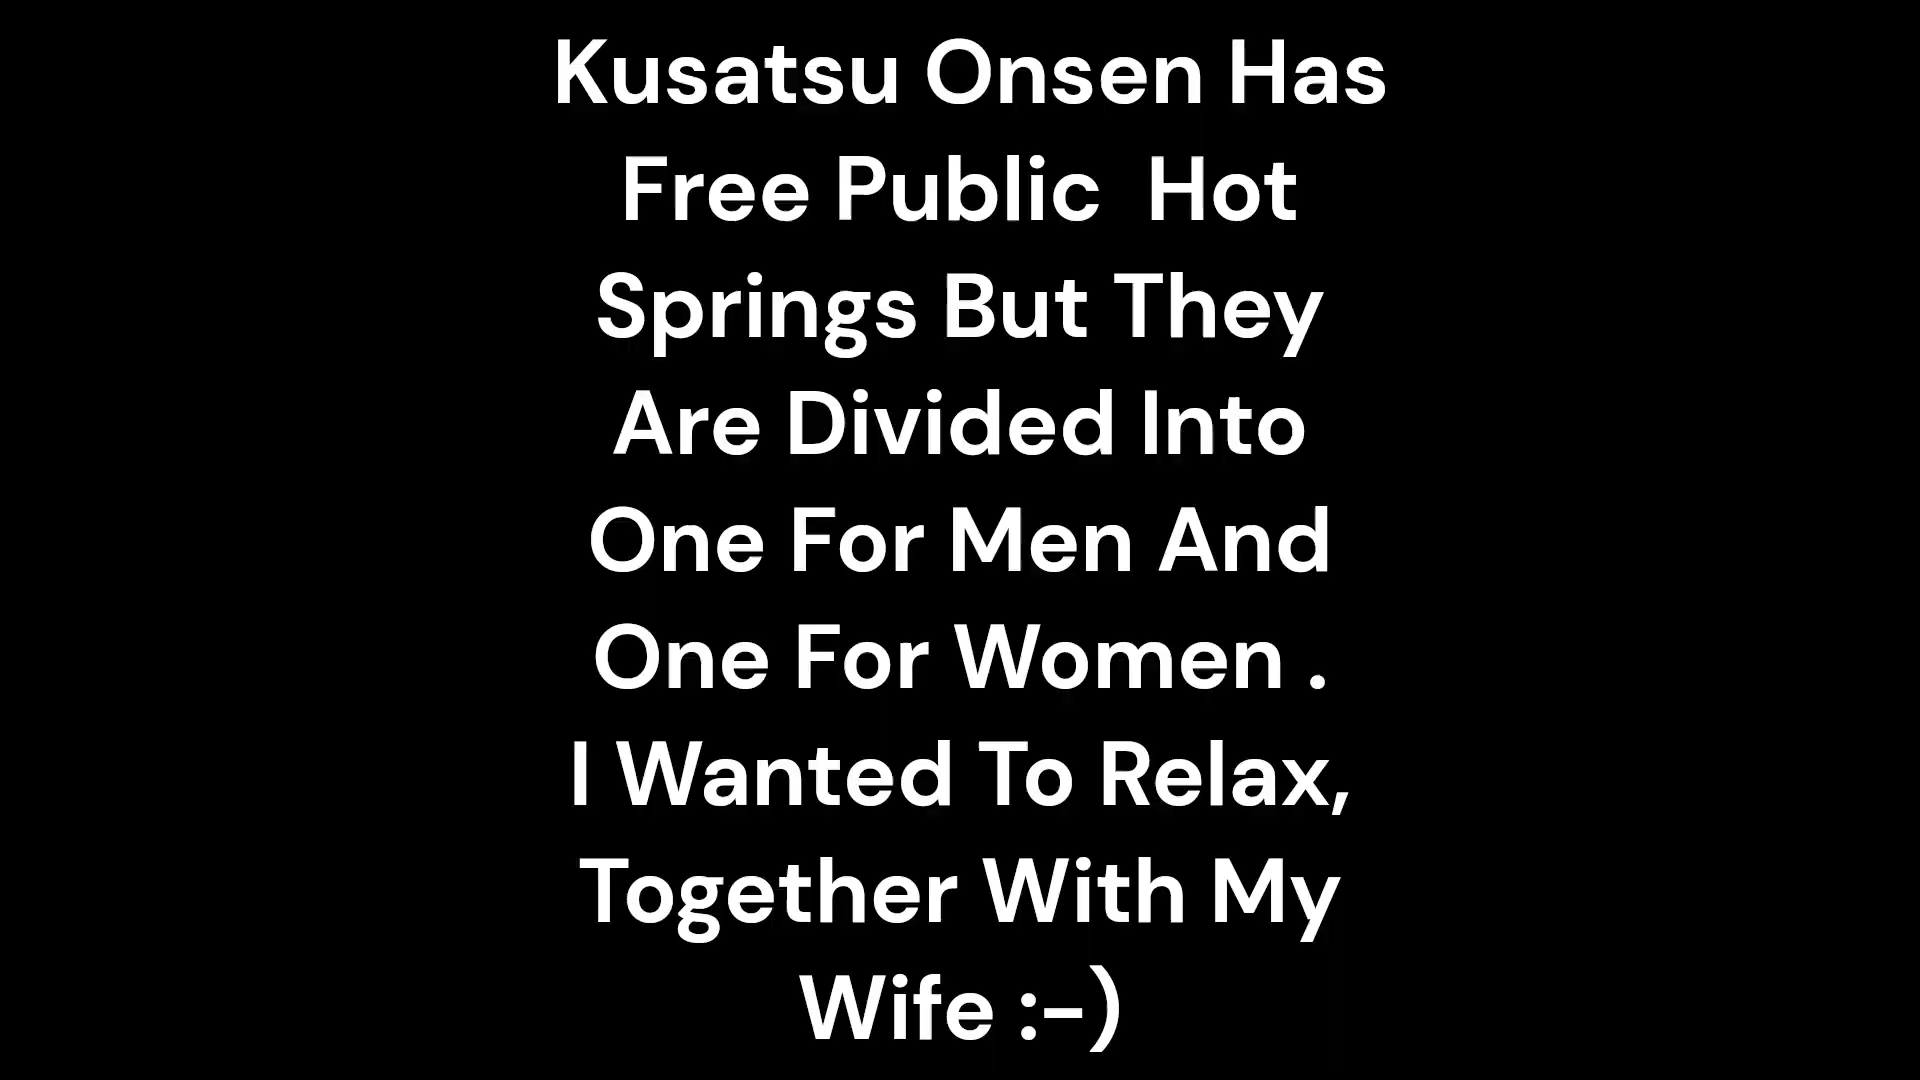 Kusatsu Onsen Has
Free Public  Hot
Springs But They
Are Divided Into
One For Men And
One For Women .
I Wanted To Relax,
Together With My
Wife :-)